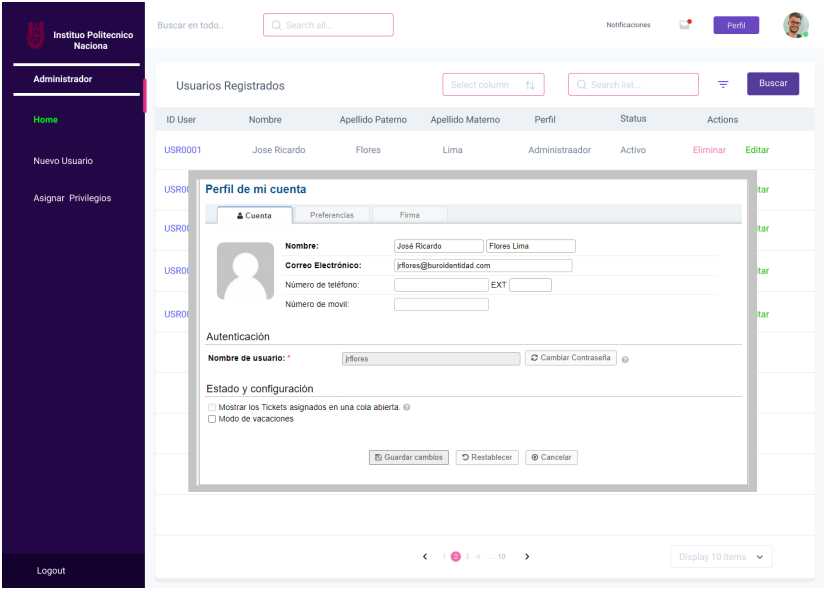 Instituo Politecnico
Naciona
Administrador
Home
Nuevo Usuario
Asignar Privilegios
Logout
Buscar en todo..
Search all...
Notificaciones
Perfil
Usuarios Registrados
Select column
Search list...
Buscar
ID User Nombre Apellido Paterno Apellido Materno Perfil Status Actions
USR0001 Jose Ricardo Flores Lima Administraador Activo Eliminar Editar
Perfil de mi cuenta
Cuenta Preferencias Firma
Nombre: José Ricardo Flores Lima
Correo Electrónico: jrflores@buroidentidad.com
Número de teléfono: EXT
Número de movil:
Autenticación
Nombre de usuario: * jrflores Cambiar Contraseña
Estado y configuración
Mostrar los Tickets asignados en una cola abierta.
Modo de vacaciones
Guardar cambios Restablecer Cancelar
1 2 3 4 ... 10
Display 10 items